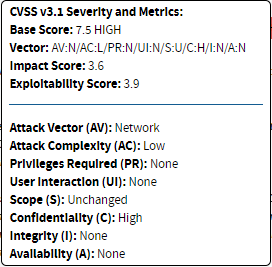 CVSS v3.1 Severity and Metrics:
Base Score: 7.5 HIGH
Vector: AV:N/AC:L/PR:N/UI:N/S:U/C:H/I:N/A:N
Impact Score: 3.6
Exploitability Score: 3.9
Attack Vector (AV): Network
Attack Complexity (AC): Low
Privileges Required (PR): None
User Interaction (UI): None
Scope (S): Unchanged
Confidentiality (C): High
Integrity (I): None
Availability (A): None